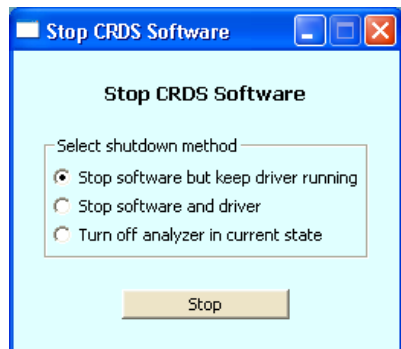 Stop CRDS Software
Stop CRDS Software
Select shutdown method
Stop software but keep driver running
Stop software and driver
Turn off analyzer in current state
Stop